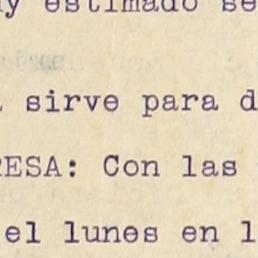 y estimado se
sirve para d
RESA: Con las
el lunes en l